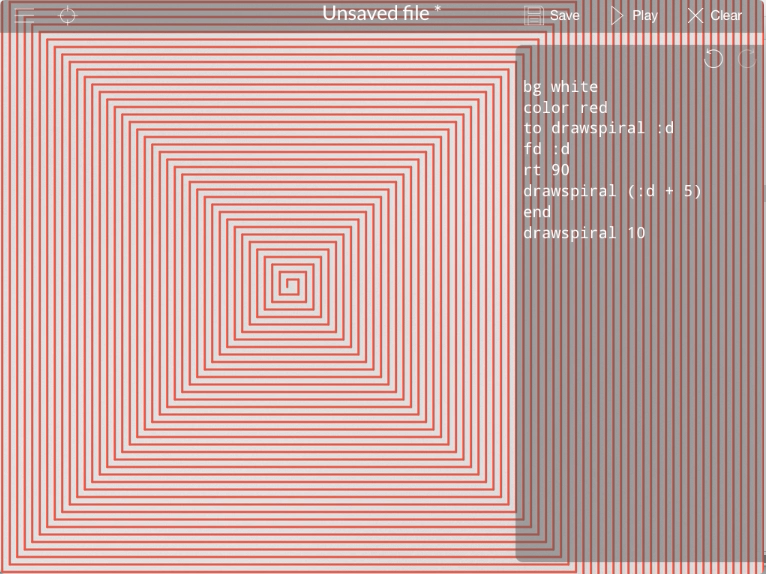 Unsaved file * Save Play Clear
bg white
color red
to drawspiral :d
fd :d
rt 90
drawspiral (:d + 5)
end
drawspiral 10